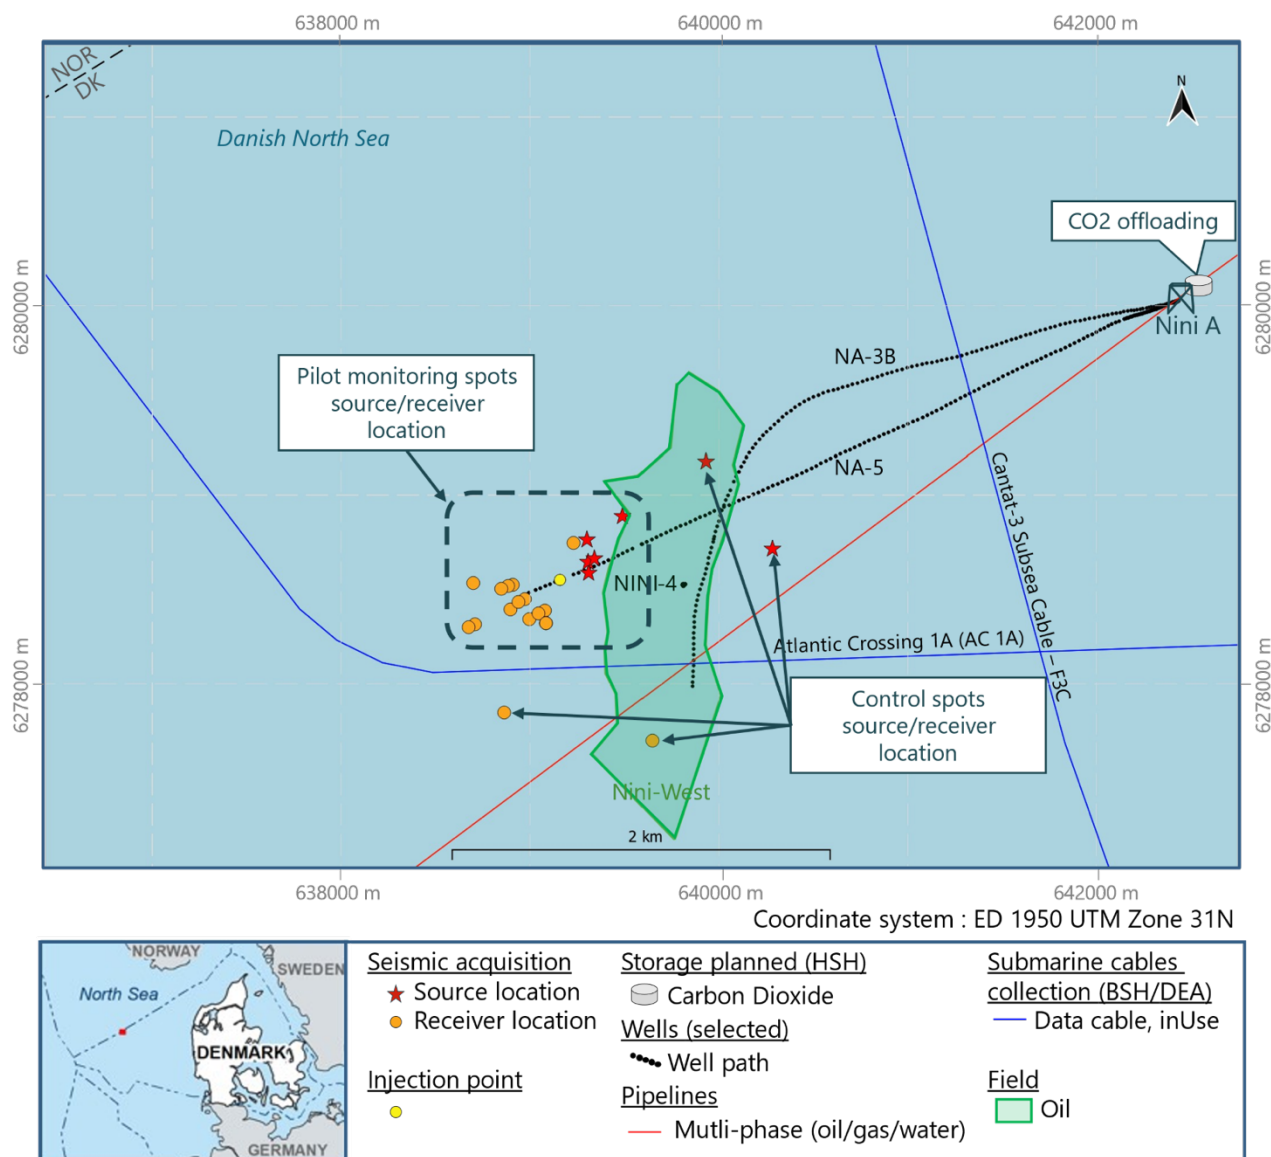 638000 m
640000 m
642000 m
NOR
DK
N
Danish North Sea
CO2 offloading
6280000 m
6280000 m
Nini A
NA-3B
Pilot monitoring spots
source/receiver
location
NA-5
Cantat-3 Subsea Cable – F3C
NINI-4
Atlantic Crossing 1A (AC 1A)
6278000 m
6278000 m
Control spots
source/receiver
location
Nini-West
2 km
638000 m
640000 m
642000 m
Coordinate system : ED 1950 UTM Zone 31N
NORWAY
SWEDEN
North Sea
DENMARK
GERMANY
Seismic acquisition
Source location
Receiver location
Injection point
Storage planned (HSH)
Carbon Dioxide
Wells (selected)
Well path
Pipelines
Mutli-phase (oil/gas/water)
Submarine cables
collection (BSH/DEA)
Data cable, inUse
Field
Oil